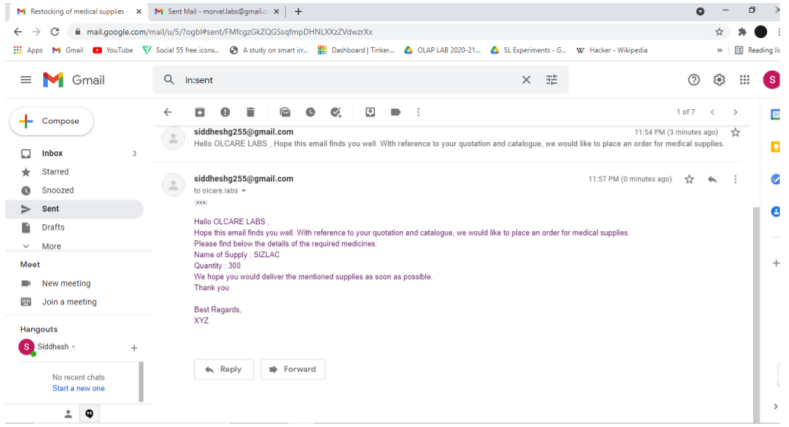 Restocking of medical supplies -
Sent Mail - morvel.labs@gmail.co
mail.google.com/mail/u/5/?ogbl#sent/FMfcgzGkZQGSsqfmpDHNLXXzZVdwzrXx
Apps Gmail YouTube Social 55 free icons... A study on smart irr... Dashboard | Tinker... OLAP LAB 2020-21... SL Experiments - G... Hacker - Wikipedia » Reading lis
Gmail
in:sent
S
Compose
1 of 7
Inbox 3
Starred
Snoozed
Sent
Drafts
More
Meet
New meeting
Join a meeting
Hangouts
S Siddhesh
No recent chats
Start a new one
siddheshg255@gmail.com 11:54 PM (3 minutes ago)
Hello OLCARE LABS , Hope this email finds you well. With reference to your quotation and catalogue, we would like to place an order for medical supplies.
siddheshg255@gmail.com 11:57 PM (0 minutes ago)
to olcare.labs
Hello OLCARE LABS ,
Hope this email finds you well. With reference to your quotation and catalogue, we would like to place an order for medical supplies.
Please find below the details of the required medicines:
Name of Supply : SIZLAC
Quantity : 300
We hope you would deliver the mentioned supplies as soon as possible.
Thank you
Best Regards,
XYZ
Reply Forward